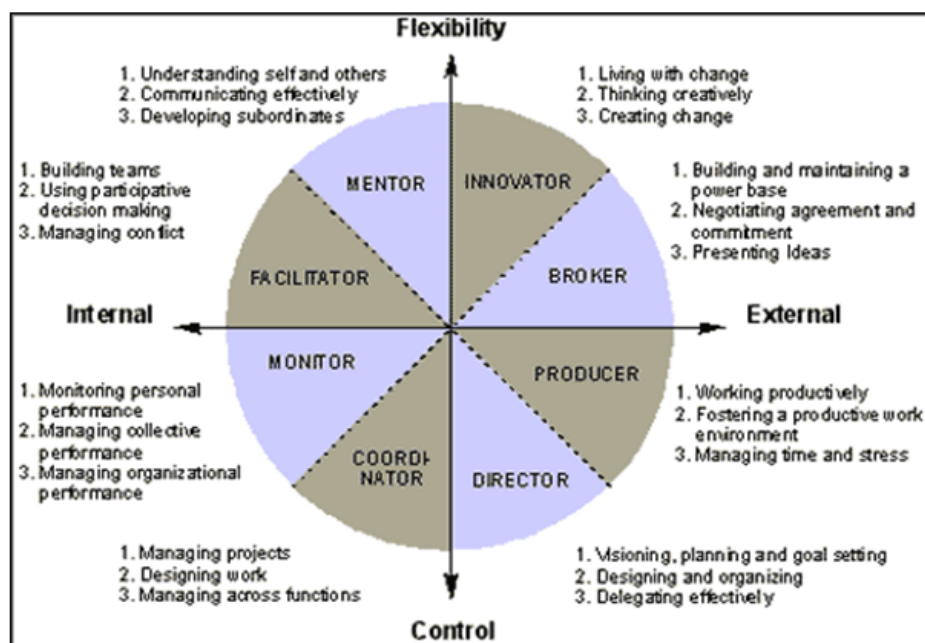 Flexibility
1. Understanding self and others
2. Communicating effectively
3. Developing subordinates
1. Living with change
2. Thinking creatively
3. Creating change
1. Building teams
2. Using participative
decision making
3. Managing conflict
MENTOR
INNOVATOR
1. Building and maintaining a
power base
2. Negotiating agreement and
commitment
3. Presenting Ideas
FACILITATOR
BROKER
Internal
External
MONITOR
PRODUCER
1. Monitoring personal
performance
2. Managing collective
performance
3. Managing organizational
performance
COORDI-
NATOR
DIRECTOR
1. Working productively
2. Fostering a productive work
environment
3. Managing time and stress
1. Managing projects
2. Designing work
3. Managing across functions
1. Visioning, planning and goal setting
2. Designing and organizing
3. Delegating effectively
Control